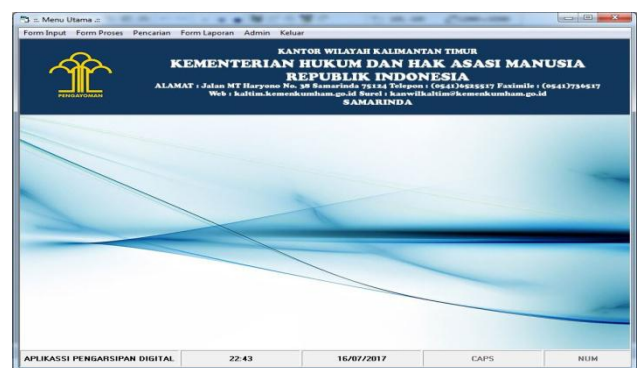 .:: Menu Utama ::.
Form Input Form Proses Pencarian Form Laporan Admin Keluar
KANTOR WILAYAH KALIMANTAN TIMUR
KEMENTERIAN HUKUM DAN HAK ASASI MANUSIA
REPUBLIK INDONESIA
ALAMAT : Jalan MT Haryono No. 38 Samarinda 75124 Telepon : (0541)6525517 Faximile : (0541)736517
Web : kaltim.kemenkumham.go.id Surel : kanwilkaltim@kemenkumham.go.id
SAMARINDA
PENGAYOMAN
APLIKASSI PENGARSIPAN DIGITAL 22:43 16/07/2017 CAPS NUM